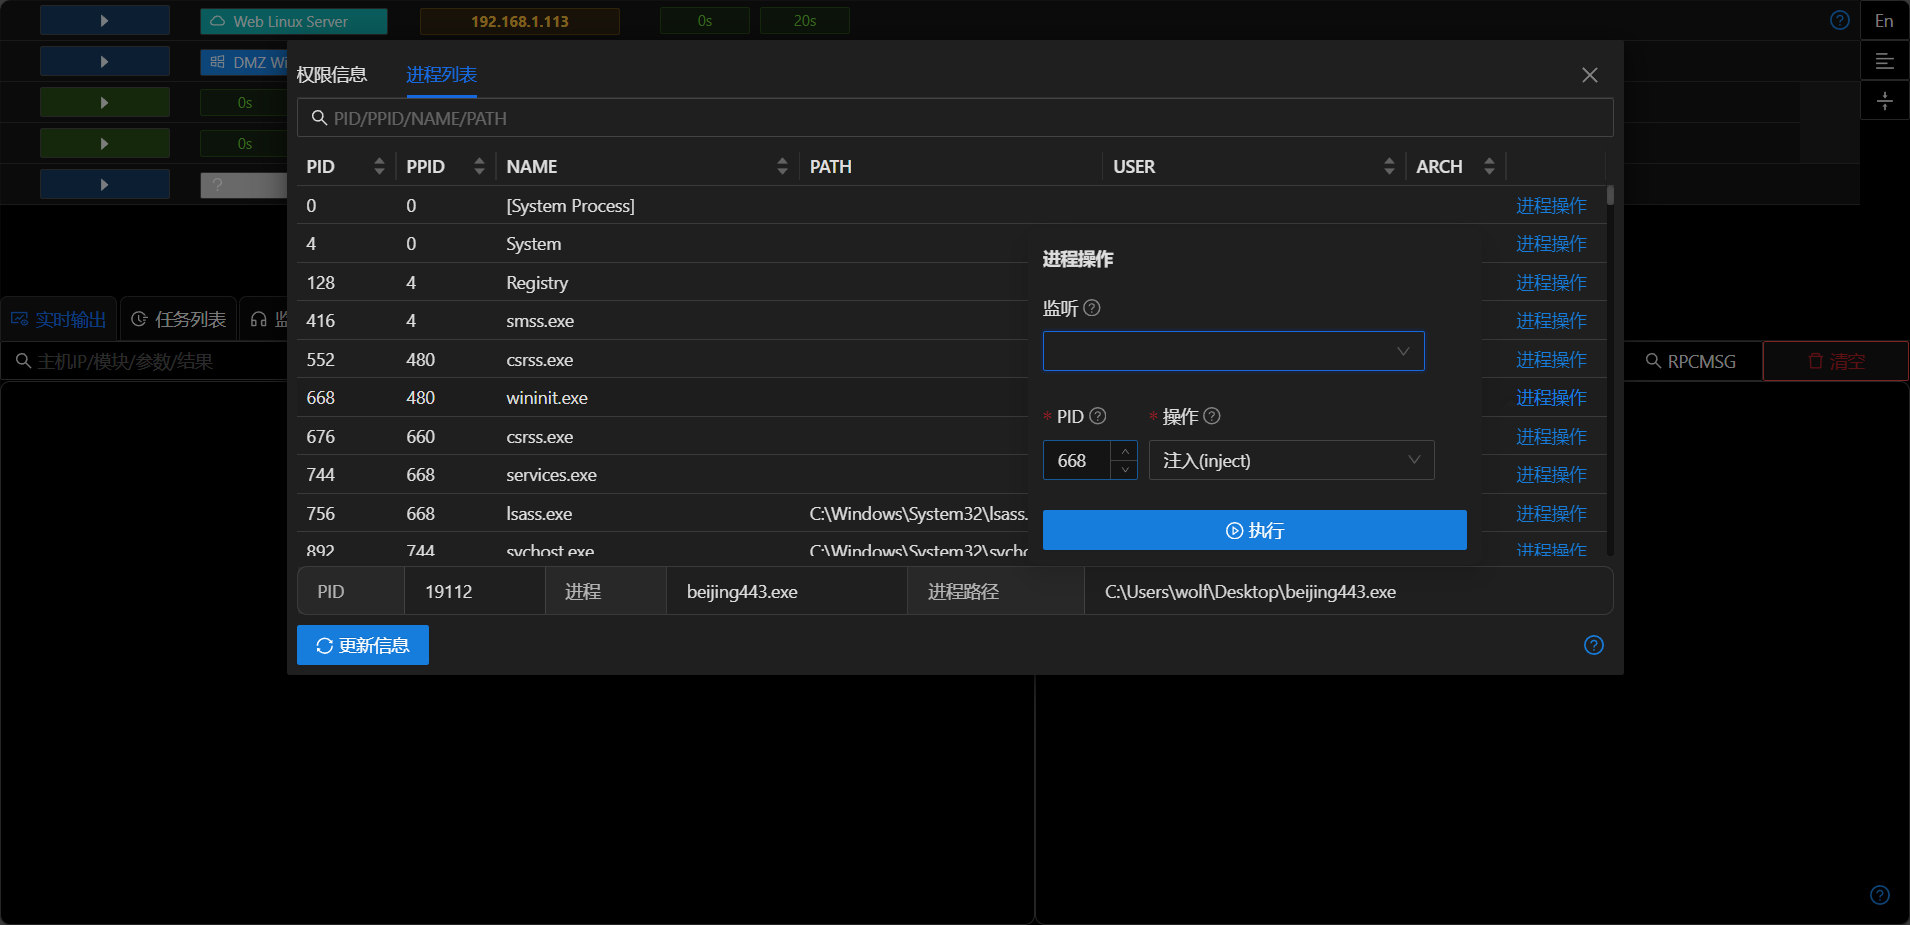 Web Linux Server 192.168.1.113 0s 20s En
DMZ Wi
0s
0s
?
权限信息 进程列表
PID/PPID/NAME/PATH
PID PPID NAME PATH USER ARCH
0 0 [System Process] 进程操作
4 0 System 进程操作
128 4 Registry 进程操作
416 4 smss.exe 进程操作
552 480 csrss.exe 进程操作
668 480 wininit.exe 进程操作
676 660 csrss.exe 进程操作
744 668 services.exe 进程操作
756 668 lsass.exe C:\Windows\System32\lsass. 进程操作
892 744 svchost.exe C:\Windows\System32\svcho 进程操作
进程操作
监听
* PID * 操作
668 注入(inject)
执行
PID 19112 进程 beijing443.exe 进程路径 C:\Users\wolf\Desktop\beijing443.exe
更新信息
实时输出 任务列表 监
主机IP/模块/参数/结果 RPCMSG 清空